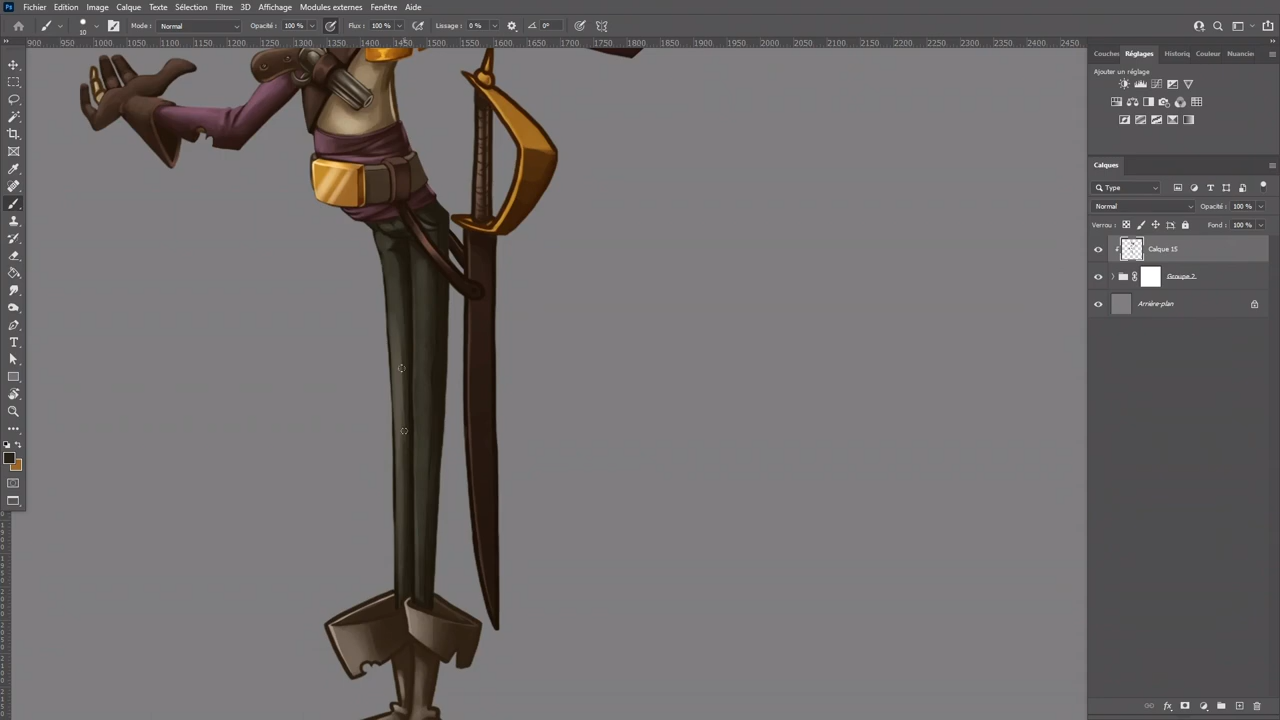 Ps Fichier Edition Image Calque Texte Sélection Filtre 3D Affichage Modules externes Fenêtre Aide
10 Mode : Normal Opacité : 100 % Flux : 100 % Lissage : 0 % 0°
900 950 1000 1050 1100 1150 1200 1250 1300 1350 1400 1450 1500 1550 1600 1650 1700 1750 1800 1850 1900 1950 2000 2050 2100 2150 2200 2250 2300 2350 2400 2450
Couches Réglages Historiq Couleur Nuancier
Ajouter un réglage
Calques
Type
Normal Opacité : 100 %
Verrou : Fond : 100 %
Calque 15
Groupe 2
Arrière-plan